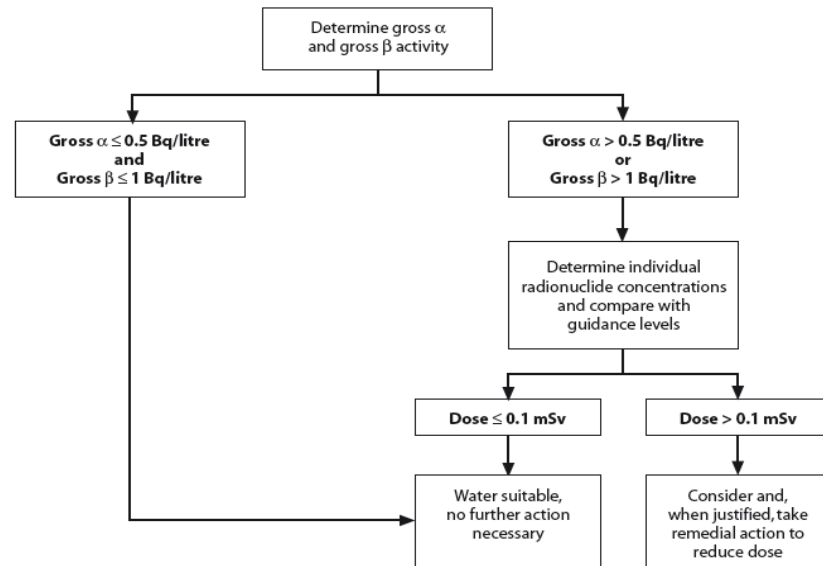 Determine gross α
and gross β activity
Gross α ≤ 0.5 Bq/litre
and
Gross β ≤ 1 Bq/litre
Gross α > 0.5 Bq/litre
or
Gross β > 1 Bq/litre
Determine individual
radionuclide concentrations
and compare with
guidance levels
Dose ≤ 0.1 mSv
Dose > 0.1 mSv
Water suitable,
no further action
necessary
Consider and,
when justified, take
remedial action to
reduce dose